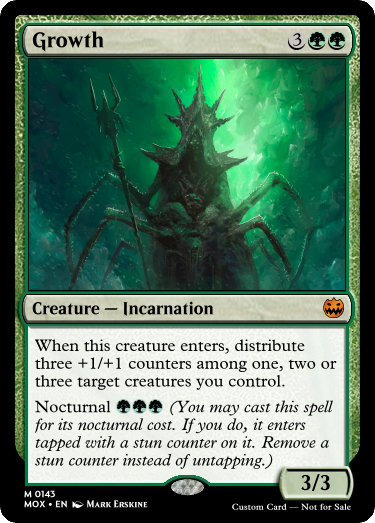 Growth 3
Creature — Incarnation
When this creature enters, distribute
three +1/+1 counters among one, two or
three target creatures you control.
Nocturnal (You may cast this spell
for its nocturnal cost. If you do, it enters
tapped with a stun counter on it. Remove a
stun counter instead of untapping.)
3/3
M 0143
MOX • EN Mark Erskine
Custom Card — Not for Sale